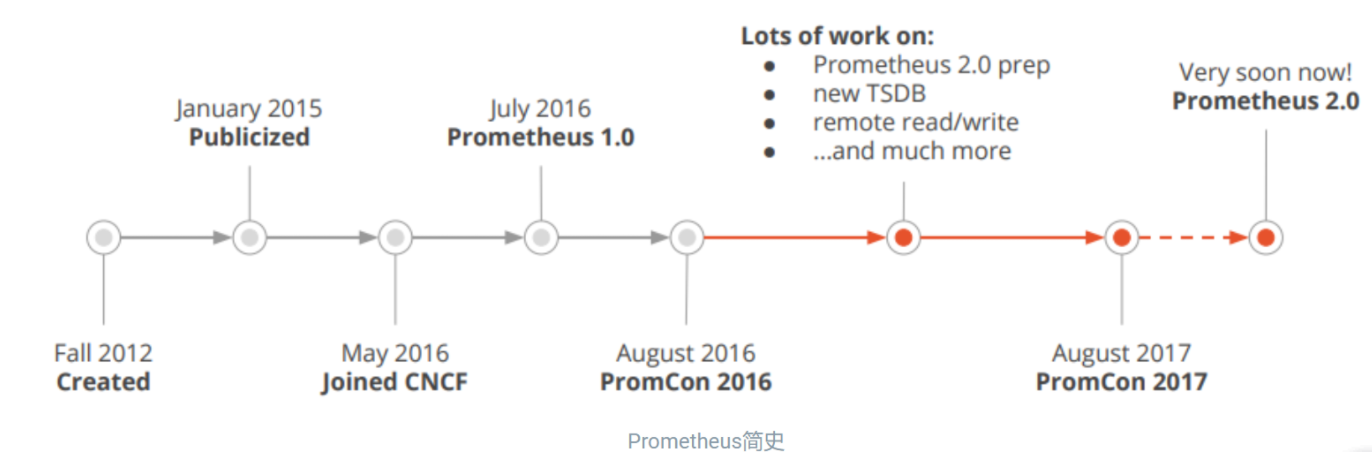 Lots of work on:
● Prometheus 2.0 prep
● new TSDB
● remote read/write
● ...and much more
Very soon now!
Prometheus 2.0
January 2015
Publicized
July 2016
Prometheus 1.0
Fall 2012
Created
May 2016
Joined CNCF
August 2016
PromCon 2016
August 2017
PromCon 2017
Prometheus简史